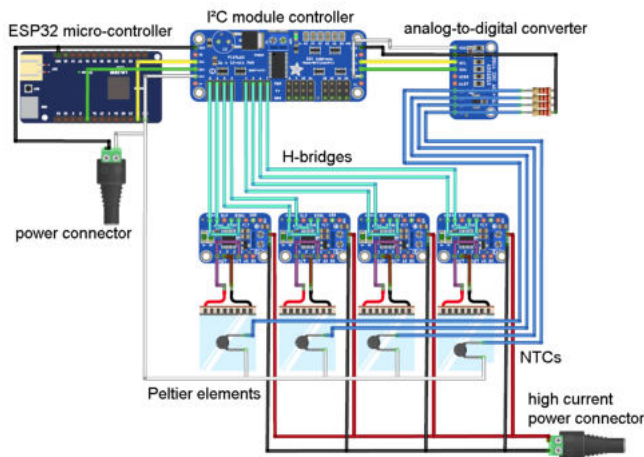 I²C module controller
ESP32 micro-controller
analog-to-digital converter
H-bridges
power connector
NTCs
Peltier elements
high current
power connector